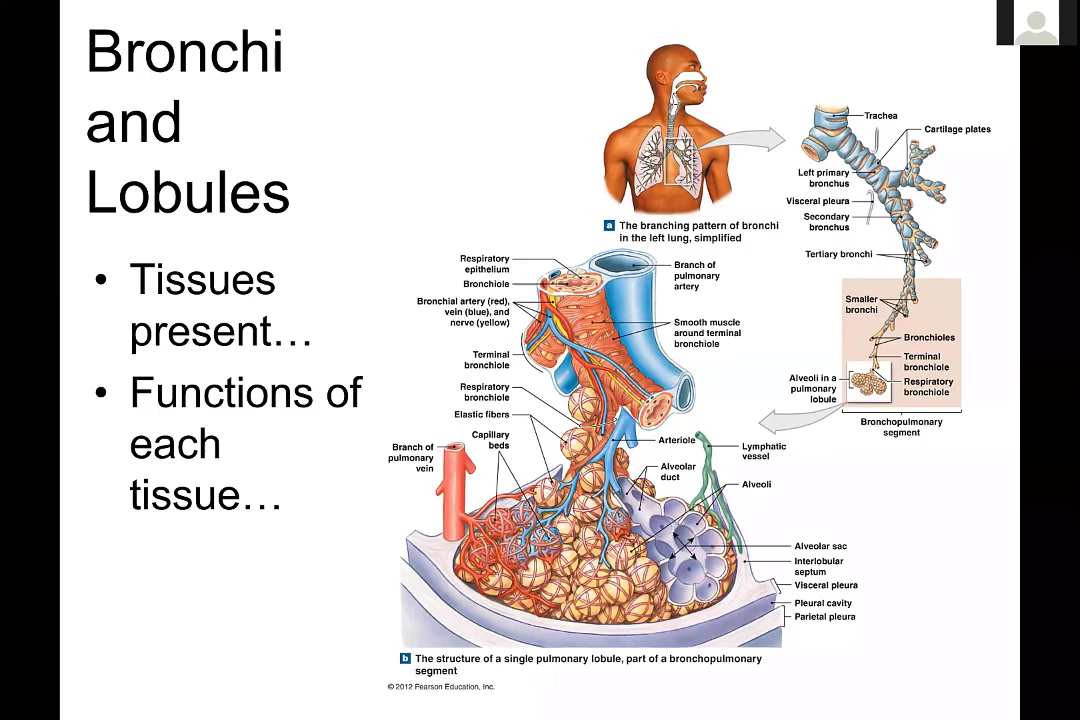 Bronchi
and
Lobules
• Tissues
present…
• Functions of
each
tissue…
Trachea
Cartilage plates
Left primary
bronchus
Visceral pleura
Secondary
bronchus
Tertiary bronchi
Smaller
bronchi
Bronchioles
Terminal
bronchiole
Respiratory
bronchiole
Alveoli in a
pulmonary
lobule
Bronchopulmonary
segment
a The branching pattern of bronchi
in the left lung, simplified
Respiratory
epithelium
Bronchiole
Bronchial artery (red),
vein (blue), and
nerve (yellow)
Terminal
bronchiole
Respiratory
bronchiole
Elastic fibers
Capillary
beds
Branch of
pulmonary
vein
Branch of
pulmonary
artery
Smooth muscle
around terminal
bronchiole
Arteriole
Lymphatic
vessel
Alveolar
duct
Alveoli
Alveolar sac
Interlobular
septum
Visceral pleura
Pleural cavity
Parietal pleura
b The structure of a single pulmonary lobule, part of a bronchopulmonary
segment
© 2012 Pearson Education, Inc.